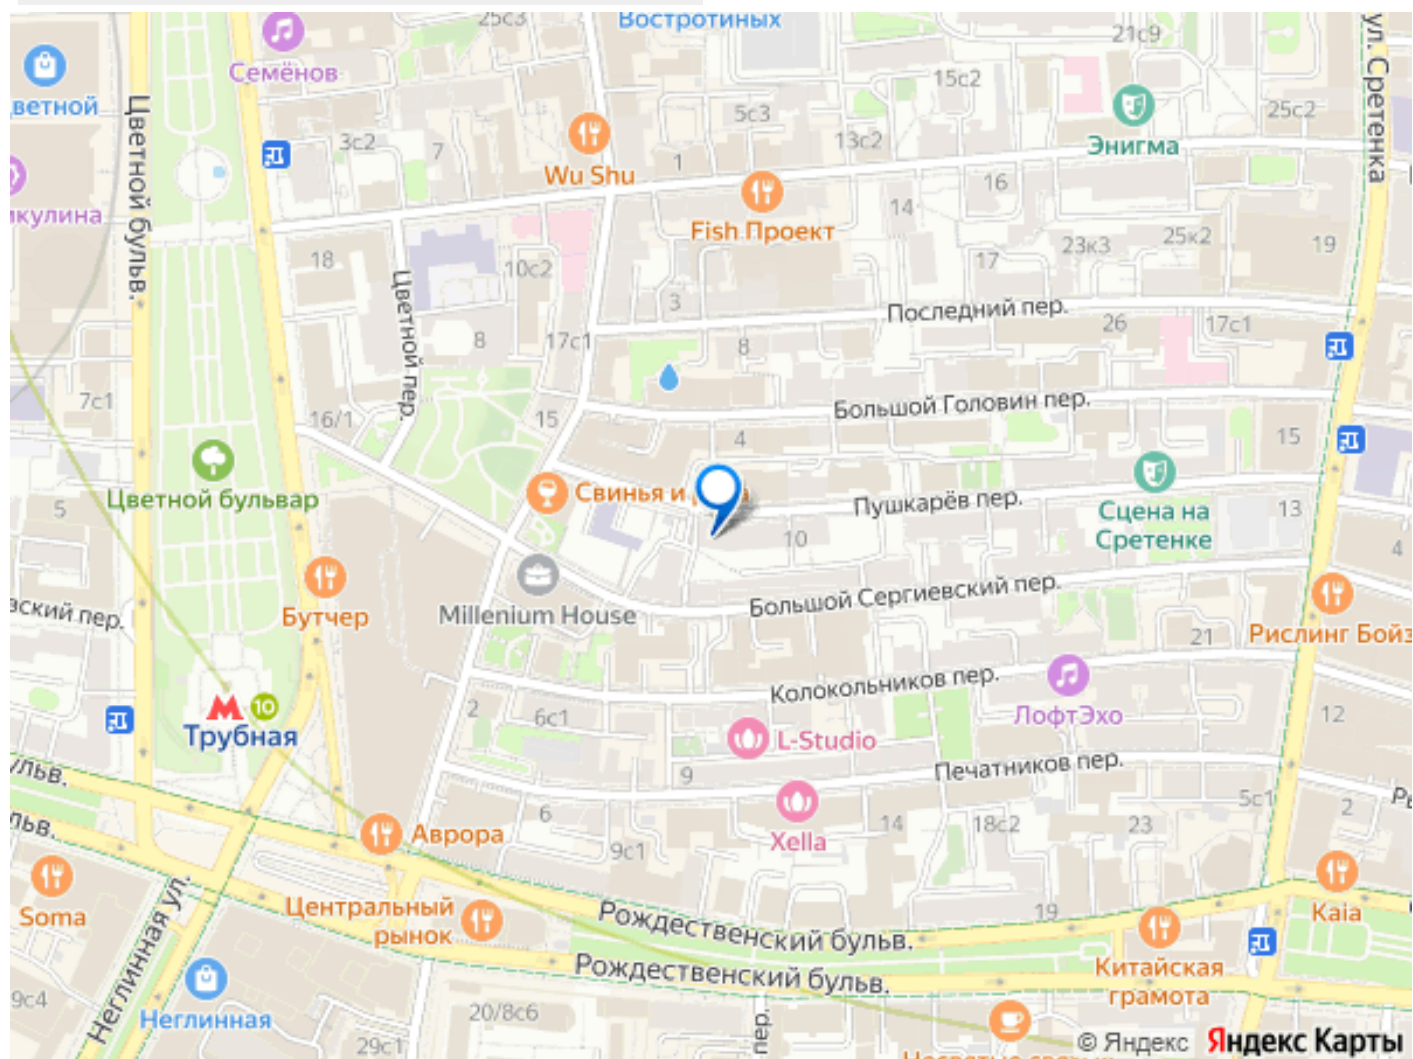 25с3
Востротиных
21с9
Семёнов
15с2
ветной
Цветной бульв.
5с3
25с2
ул. Сретенка
3с2
7
13с2
Энигма
Wu Shu
1
16
икулина
Fish Проект
14
23к3
25к2
19
18
10с2
17
Цветной пер.
3
Последний пер.
26
17с1
8
17с1
8
7с1
16/1
15
Большой Головин пер.
4
15
Цветной бульвар
Свинья и
Пушкарёв пер.
5
10
Сцена на
Сретенке
13
4
Бутчер
Millenium House
Большой Сергиевский пер.
вский пер.
21
Рислинг Бойз
Колокольников пер.
М 10
Трубная
2
6с1
ЛофтЭхо
12
L-Studio
ульв.
9
Печатников пер.
5с1
2
6
Xella
14
18с2
23
льв.
Аврора
9с1
Soma
Неглинная ул.
Центральный
рынок
Рождественский бульв.
19
Kaia
Рождественский бульв.
Китайская
грамота
9с4
Неглинная
20/8с6
29с1
пер.
© Яндекс Яндекс Карты